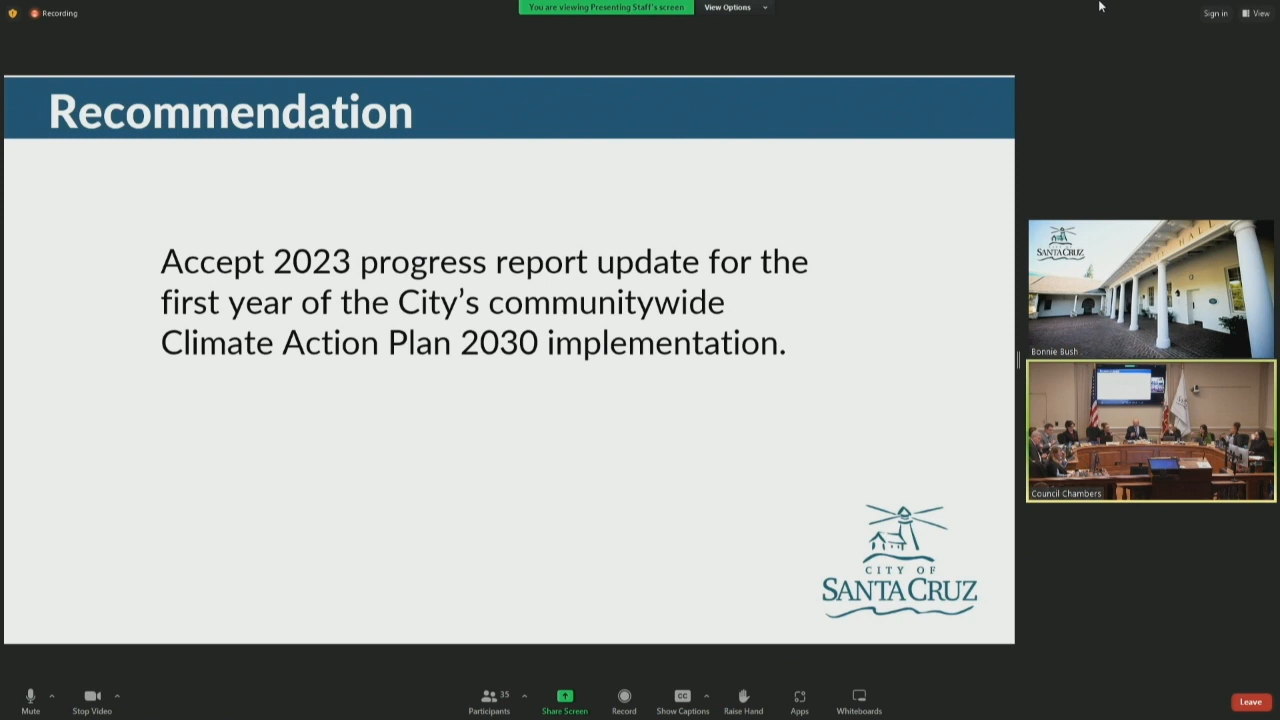 Recording
You are viewing Presenting Staff's screen
View Options
Sign in
View
Recommendation
Accept 2023 progress report update for the
first year of the City's communitywide
Climate Action Plan 2030 implementation.
CITY OF
SANTA CRUZ
SANTA CRUZ
HALL
Bonnie Bush
Council Chambers
Mute
Stop Video
Participants
35
Share Screen
CC
Record
Show Captions
Raise Hand
Apps
Whiteboards
Leave